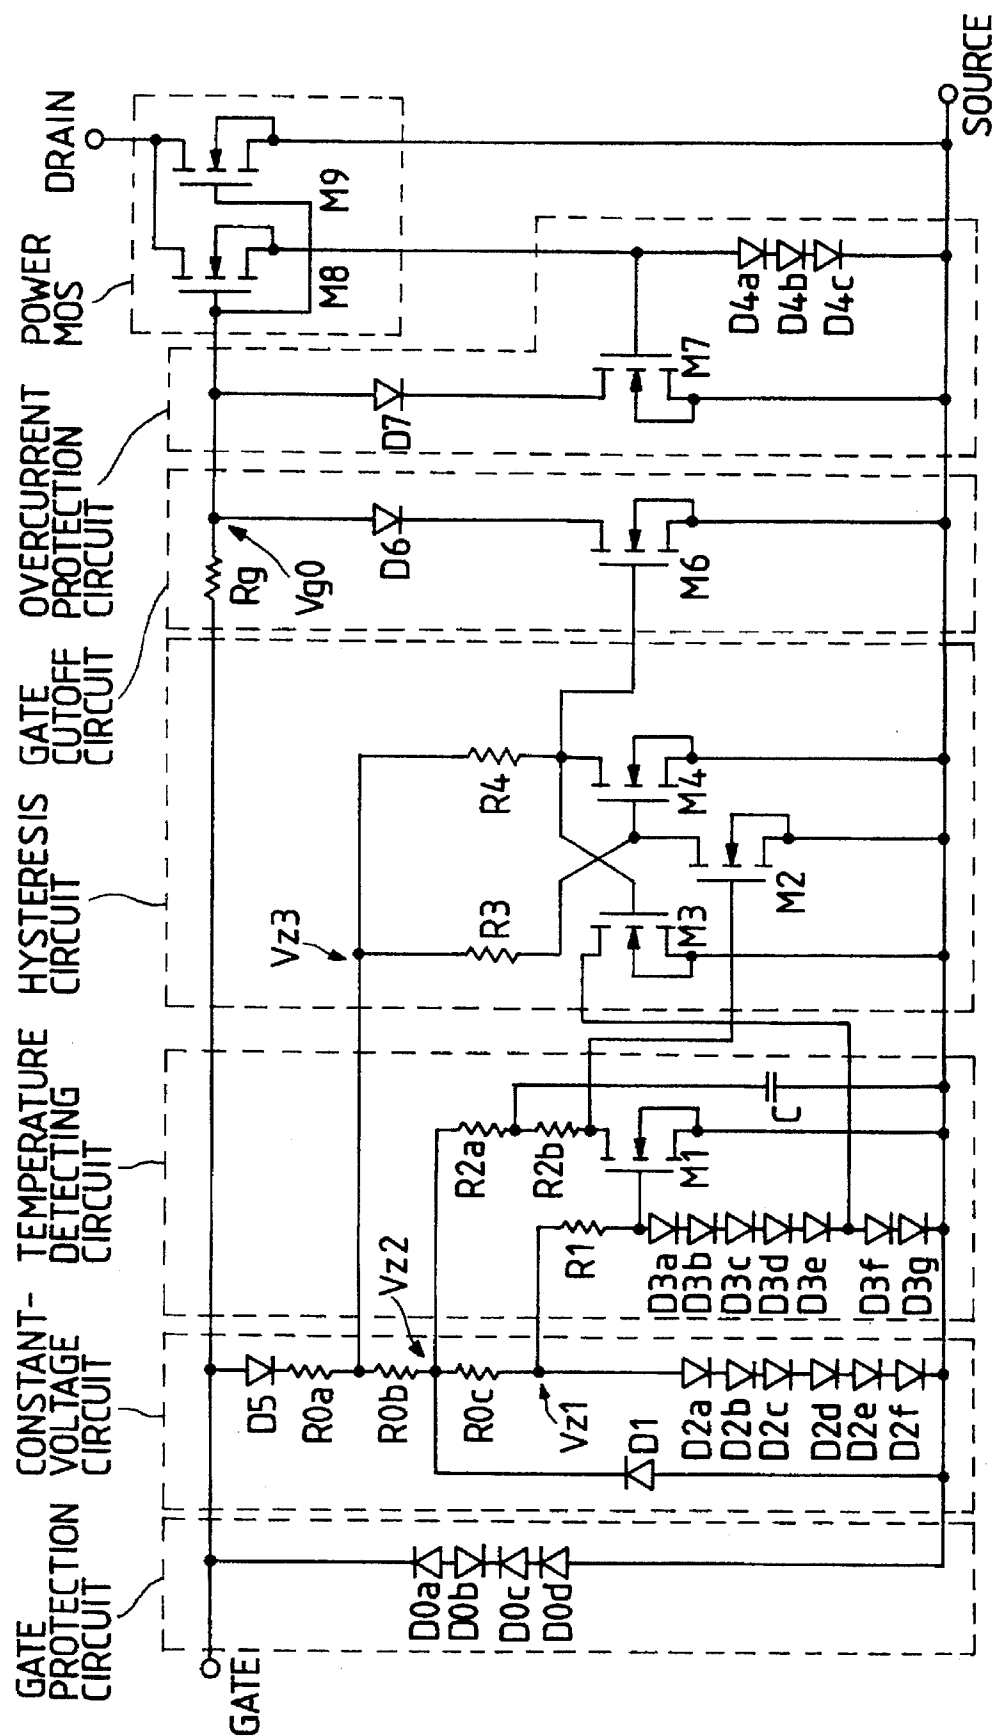 GATE
PROTECTION
CIRCUIT
CONSTANT-
VOLTAGE
CIRCUIT
TEMPERATURE
DETECTING
CIRCUIT
HYSTERESIS
CIRCUIT
GATE
CUTOFF
CIRCUIT
OVERCURRENT
PROTECTION
CIRCUIT
POWER
MOS
DRAIN
GATE
D0a
D0b
D0c
D0d
D5
R0a
R0b
R0c
Vz2
Vz1
D1
D2a
D2b
D2c
D2d
D2e
D2f
R1
R2a
R2b
M1
C
D3a
D3b
D3c
D3d
D3e
D3f
D3g
Vz3
R3
R4
M3
M4
M2
Rg
Vg0
D6
M6
D7
M7
M8
M9
D4a
D4b
D4c
SOURCE